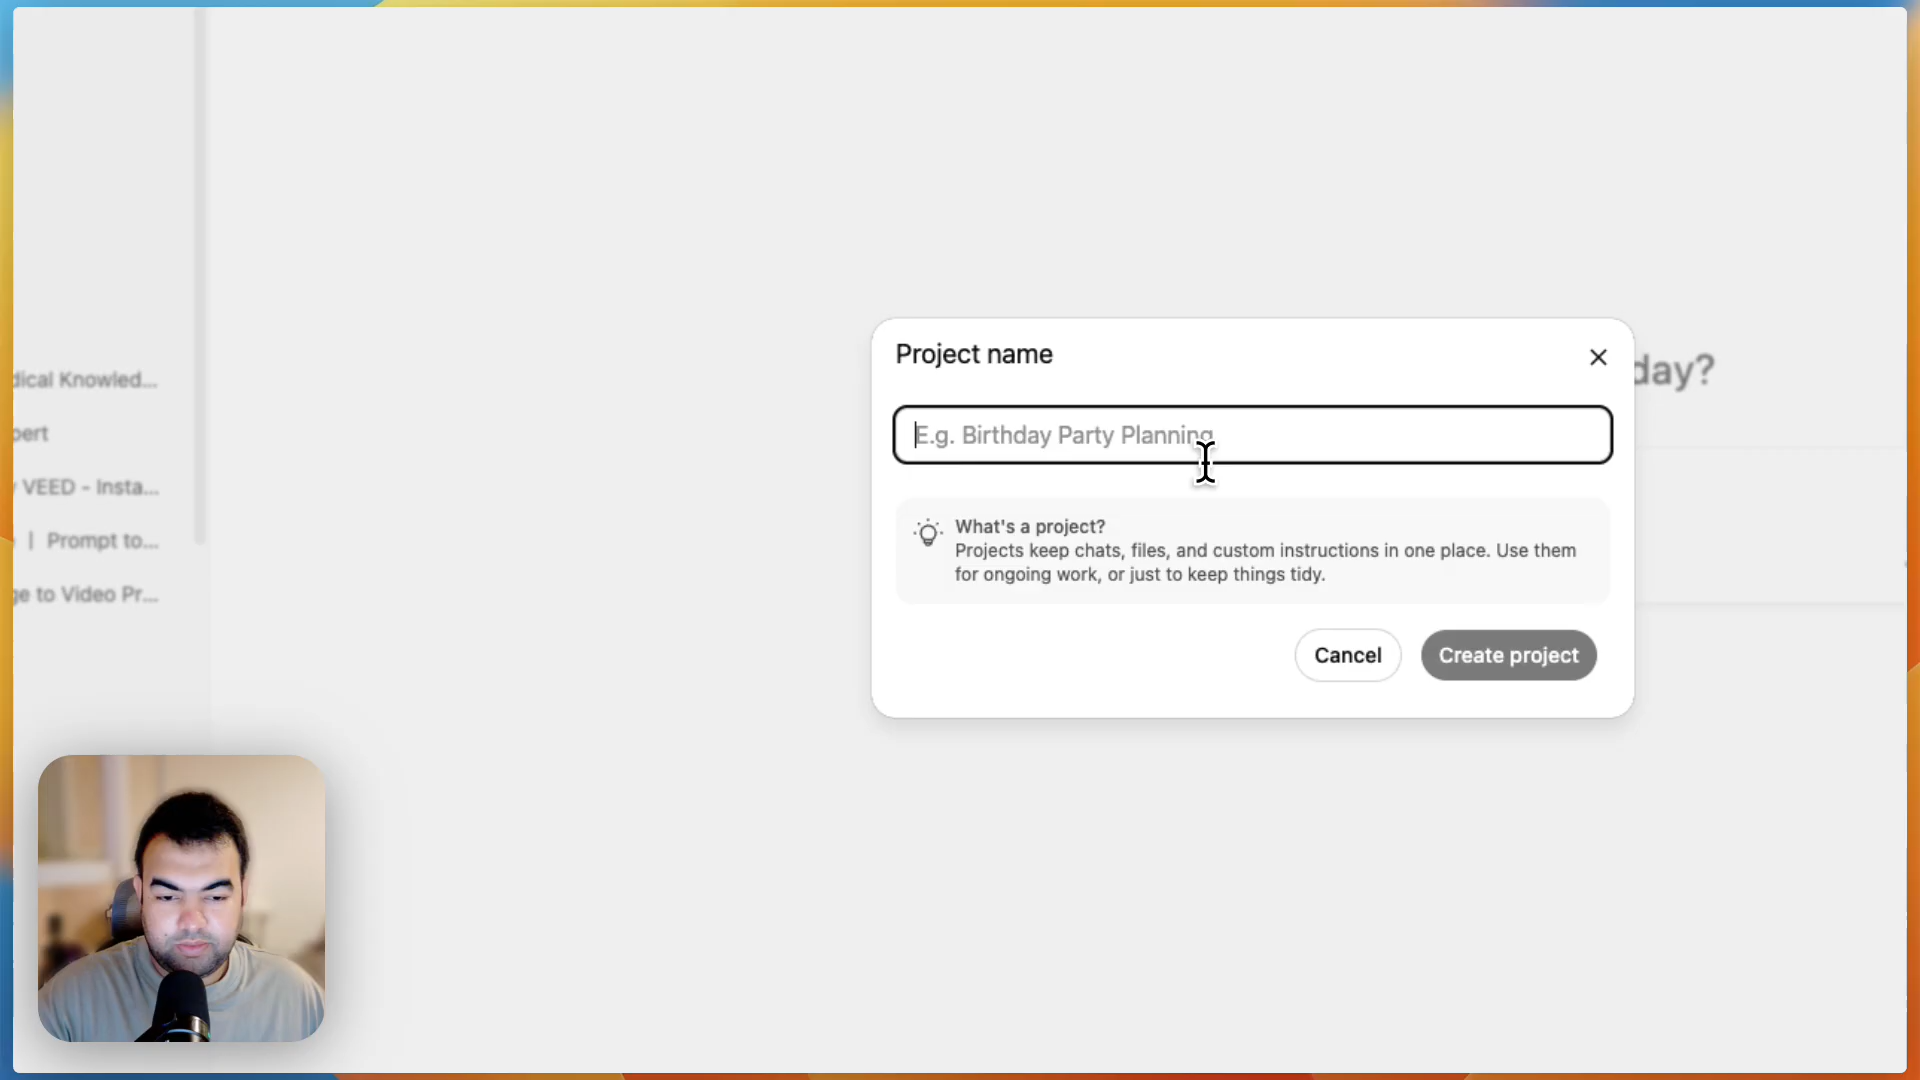 Project name
day?
E.g. Birthday Party Planning
What's a project?
Projects keep chats, files, and custom instructions in one place. Use them
for ongoing work, or just to keep things tidy.
Cancel
Create project
dical Knowled...
pert
VEED - Insta...
| Prompt to...
ge to Video Pr...